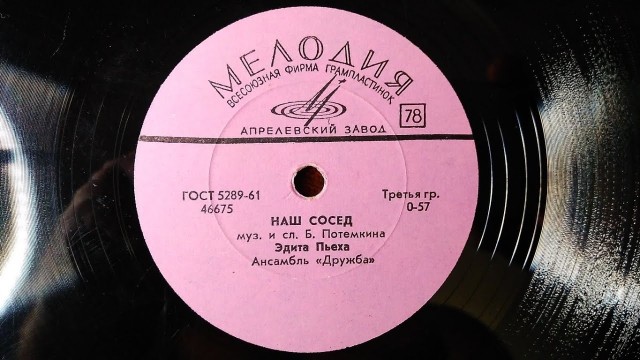 МЕЛОДИЯ
ВСЕСОЮЗНАЯ ФИРМА ГРАМПЛАСТИНОК
78
АПРЕЛЕВСКИЙ ЗАВОД
ГОСТ 5289-61
46675
Третья гр.
0-57
НАШ СОСЕД
муз. и сл. Б. Потемкина
Эдита Пьеха
Ансамбль «Дружба»